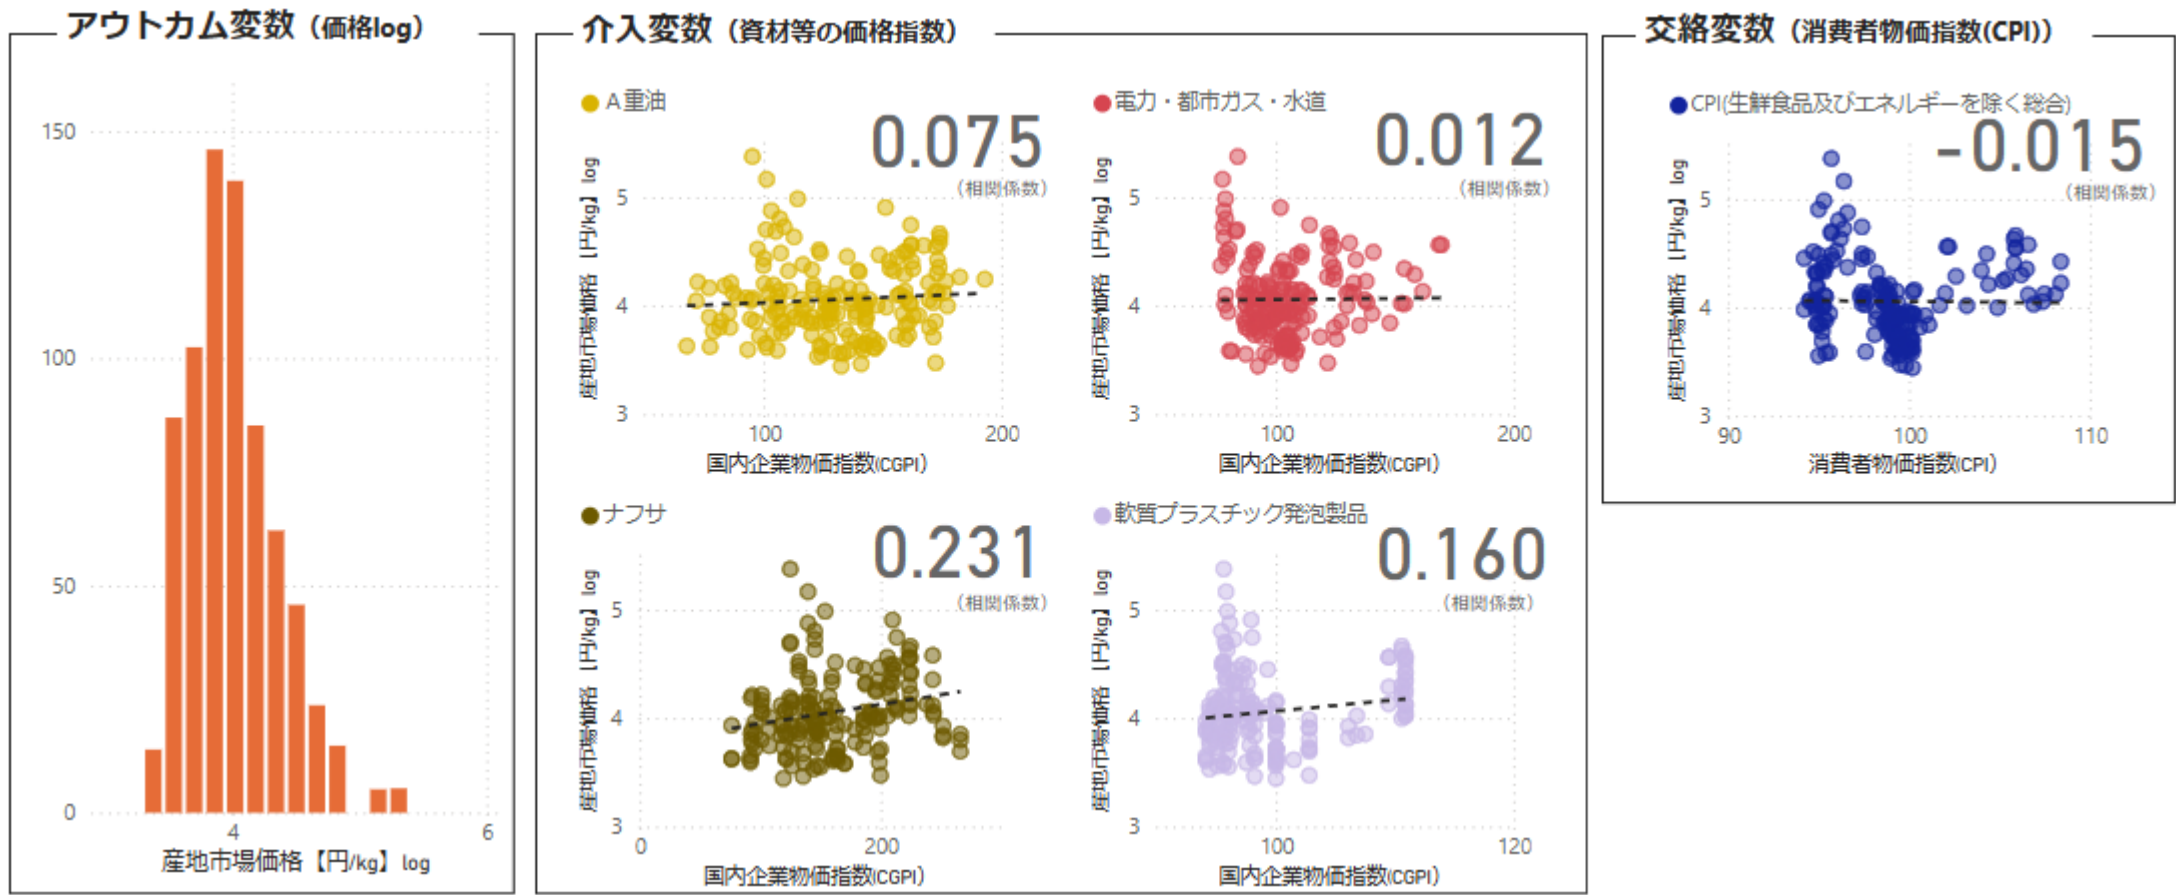 アウトカム変数（価格log）
150
100
50
0
4
6
産地市場価格【円/kg】log
介入変数（資材等の価格指数）
A重油
0.075
（相関係数）
産地市場価格【円/kg】log
5
4
3
100
200
国内企業物価指数(CGPI)
電力・都市ガス・水道
0.012
（相関係数）
産地市場価格【円/kg】log
5
4
3
100
200
国内企業物価指数(CGPI)
ナフサ
0.231
（相関係数）
産地市場価格【円/kg】log
5
4
3
0
200
国内企業物価指数(CGPI)
軟質プラスチック発泡製品
0.160
（相関係数）
産地市場価格【円/kg】log
5
4
3
100
120
国内企業物価指数(CGPI)
交絡変数（消費者物価指数(CPI)）
CPI(生鮮食品及びエネルギーを除く総合)
-0.015
（相関係数）
産地市場価格【円/kg】log
5
4
3
90
100
110
消費者物価指数(CPI)